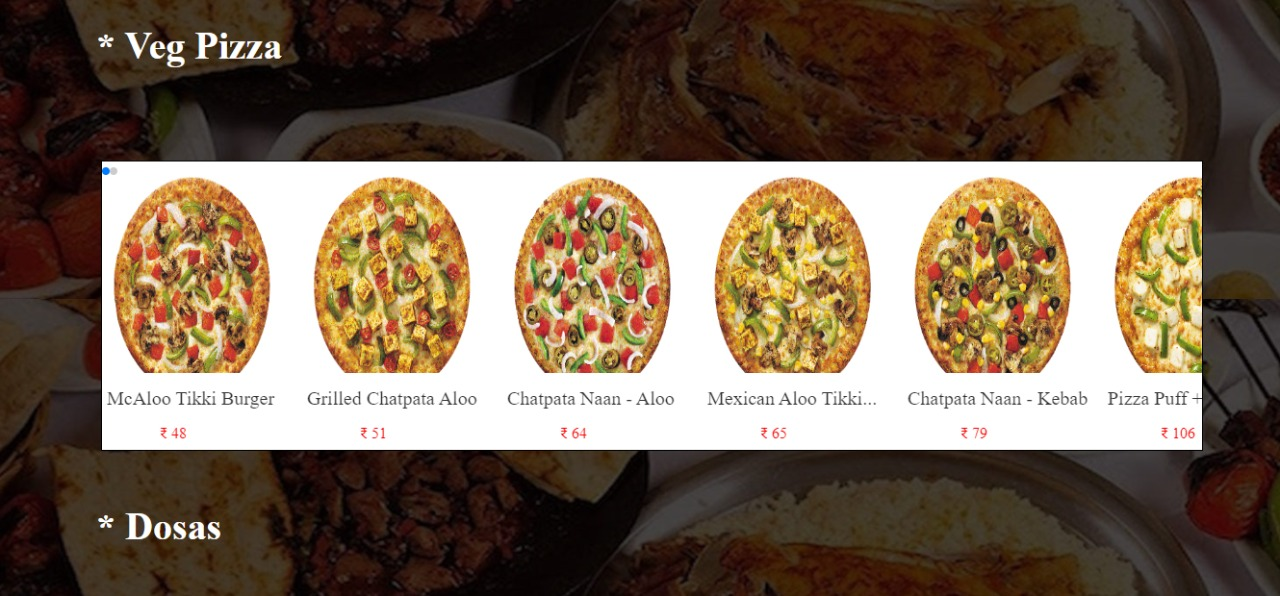 * Veg Pizza
McAloo Tikki Burger
Grilled Chatpata Aloo
Chatpata Naan - Aloo
Mexican Aloo Tikki...
Chatpata Naan - Kebab
Pizza Puff +
₹ 48
₹ 51
₹ 64
₹ 65
₹ 79
₹ 106
* Dosas